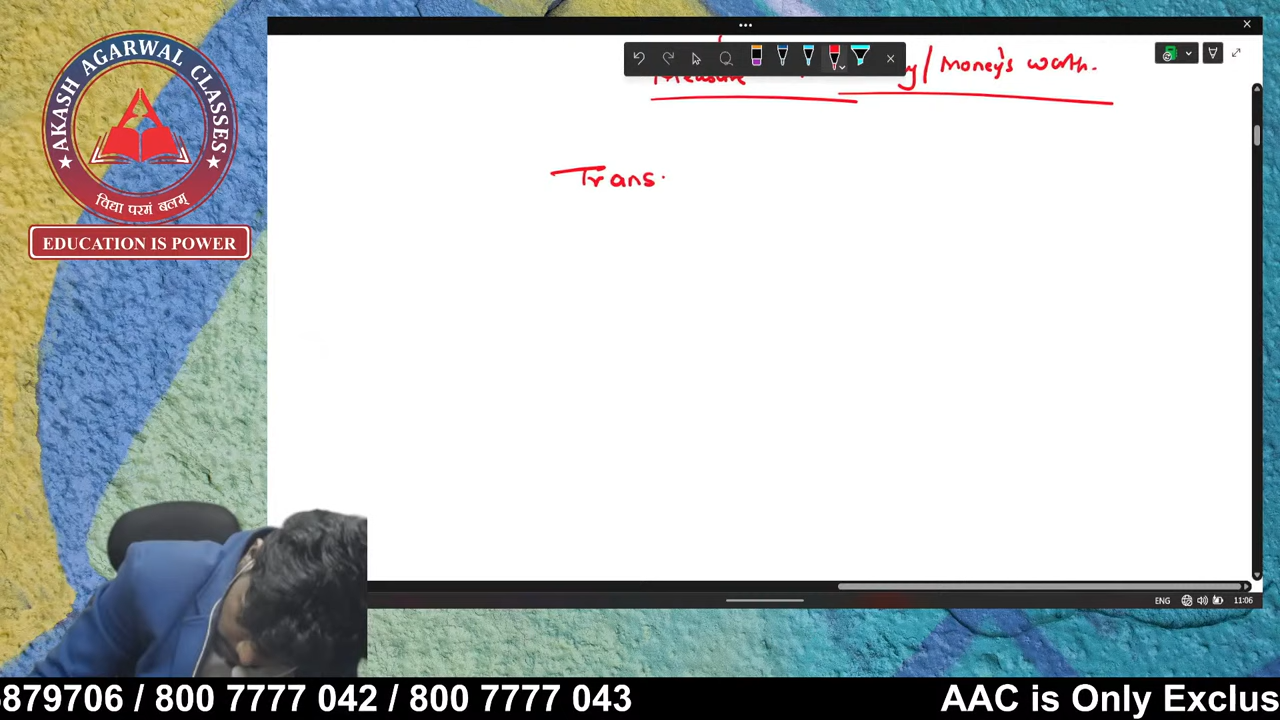 AKASH AGARWAL CLASSES
विद्या परमं बलम्
EDUCATION IS POWER
Measure y/Money's worth.
Trans.
ENG 11:06
879706 / 800 7777 042 / 800 7777 043
AAC is Only Exclus